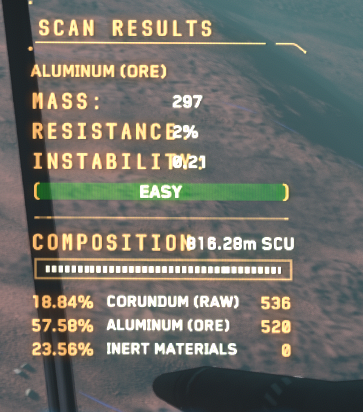 SCAN RESULTS
ALUMINUM (ORE)
MASS: 297
RESISTANCE 2%
INSTABILITY: 0.21
EASY
COMPOSITION 816.28m SCU
18.84% CORUNDUM (RAW) 536
57.58% ALUMINUM (ORE) 520
23.56% INERT MATERIALS 0